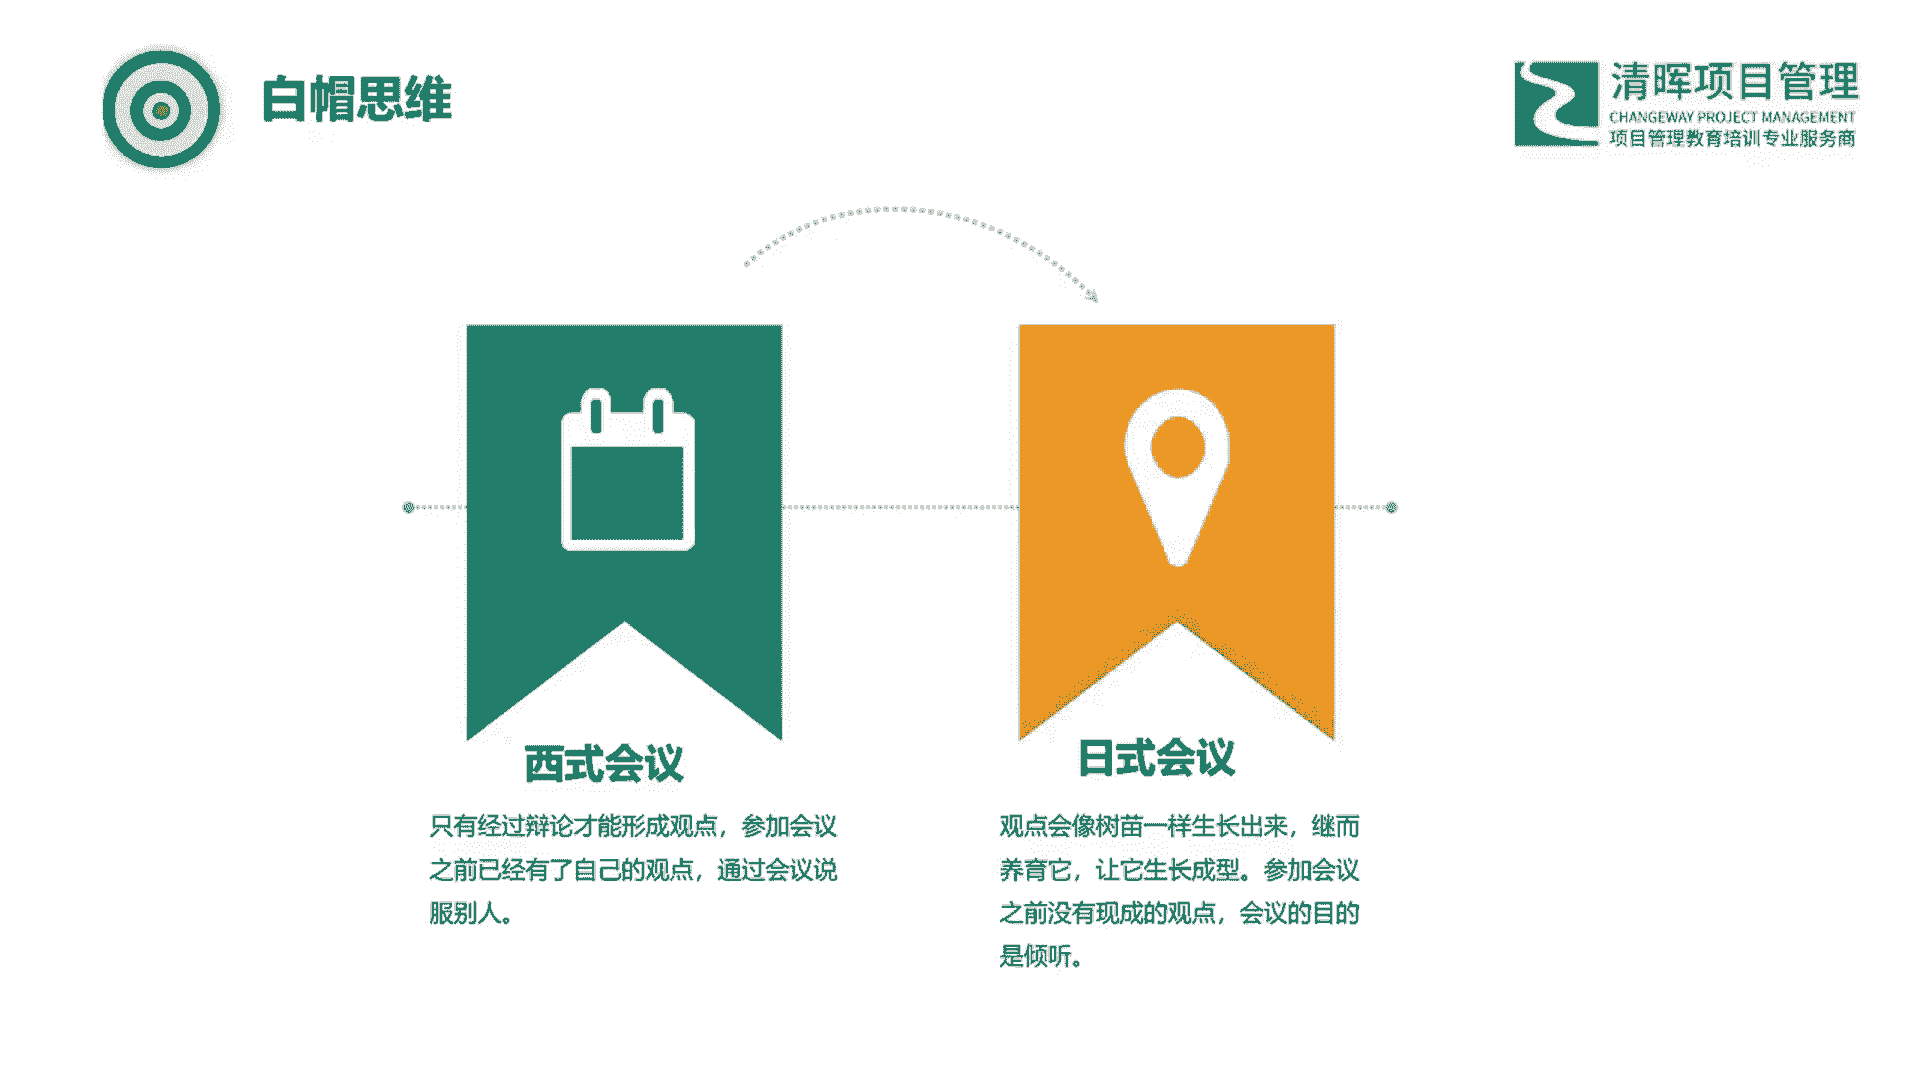 白帽思维
清晖项目管理
CHANGEWAY PROJECT MANAGEMENT
项目管理教育培训专业服务商
西式会议
只有经过辩论才能形成观点，参加会议
之前已经有了自己的观点，通过会议说
服别人。
日式会议
观点会像树苗一样生长出来，继而
养育它，让它生长成型。参加会议
之前没有现成的观点，会议的目的
是倾听。